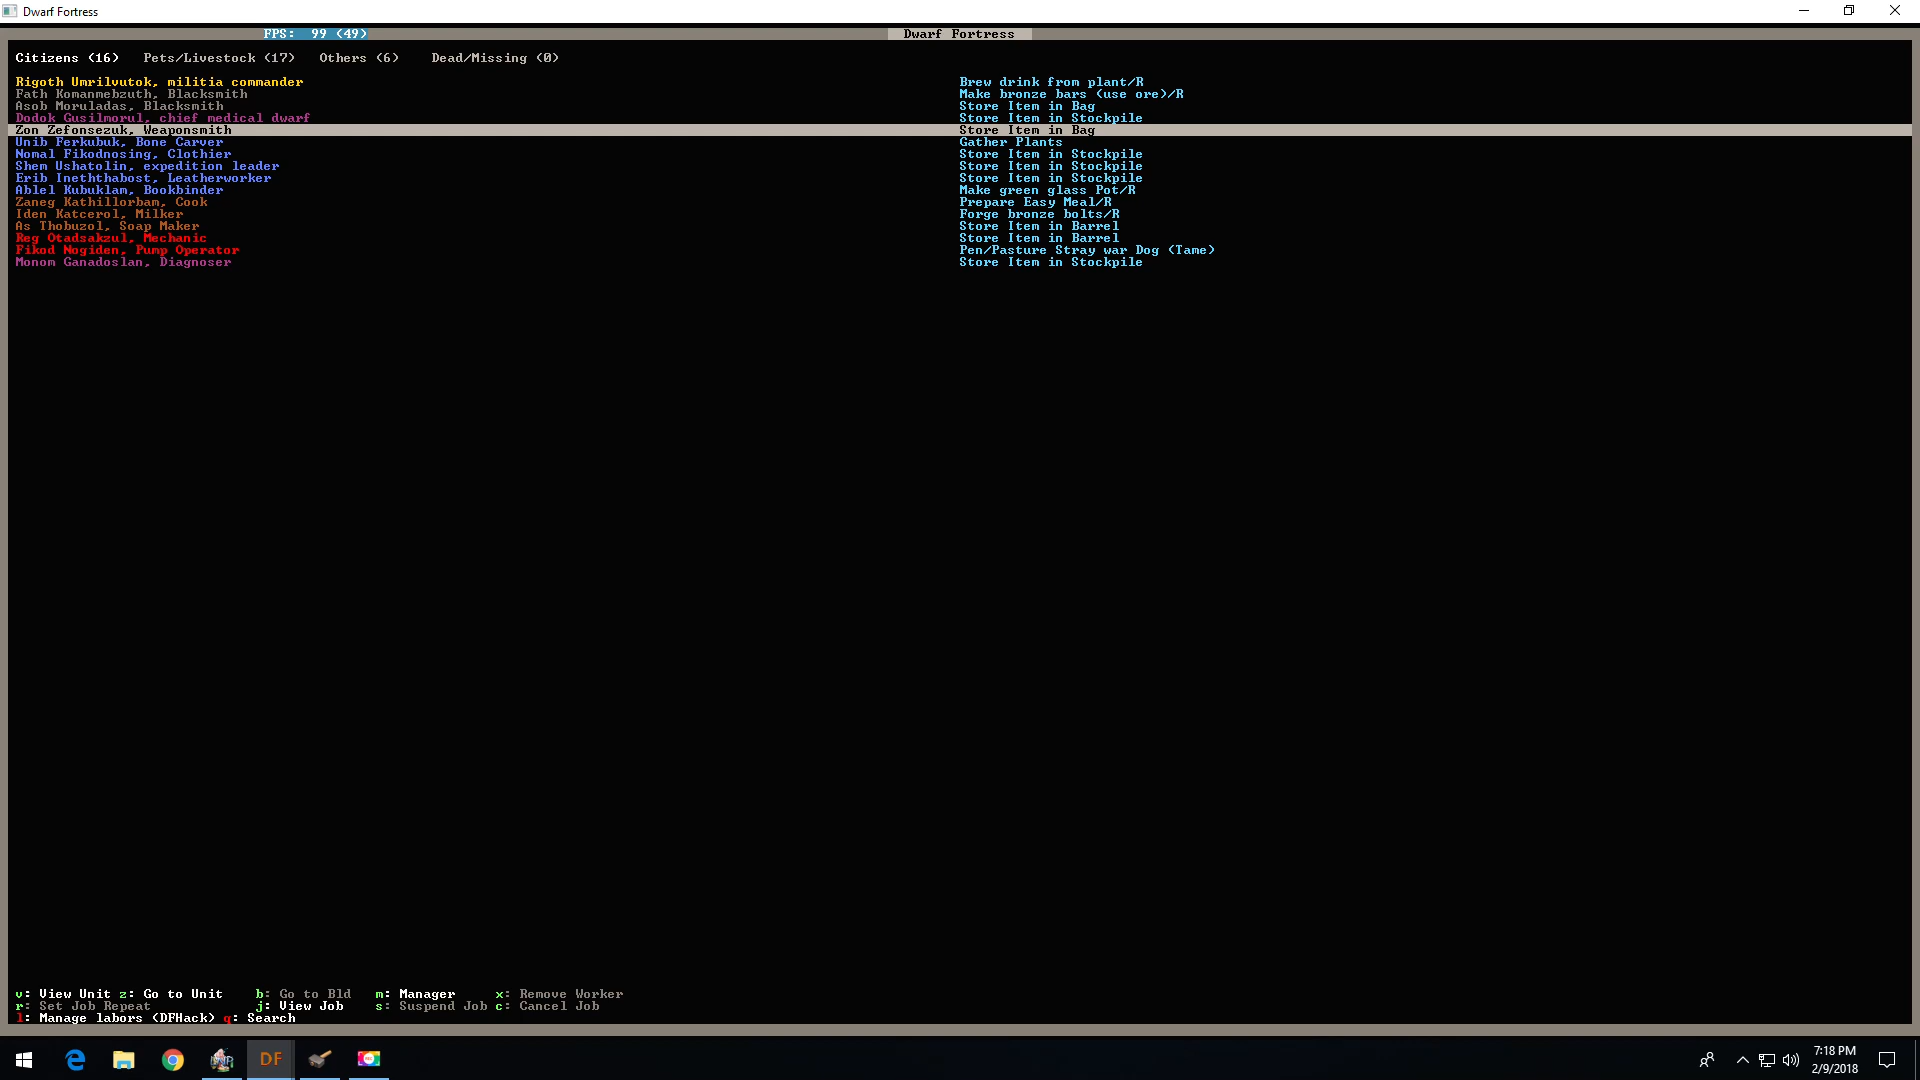 Dwarf Fortress
FPS: 99 (49) Dwarf Fortress
Citizens (16) Pets/Livestock (17) Others (6) Dead/Missing (0)
Rigoth Umrilvutok, militia commander Brew drink from plant/R
Fath Komanmebzuth, Blacksmith Make bronze bars (use ore)/R
Asob Moruladas, Blacksmith Store Item in Bag
Dodok Gusilmorul, chief medical dwarf Store Item in Stockpile
Zon Zefonsezuk, Weaponsmith Store Item in Bag
Unib Ferkubuk, Bone Carver Gather Plants
Nomal Fikodnosing, Clothier Store Item in Stockpile
Shem Ushatolin, expedition leader Store Item in Stockpile
Erib Ineththabost, Leatherworker Store Item in Stockpile
Ablel Kubuklam, Bookbinder Make green glass Pot/R
Zaneg Kathillorbam, Cook Prepare Easy Meal/R
Iden Katcerol, Milker Forge bronze bolts/R
As Thobuzol, Soap Maker Store Item in Barrel
Reg Otadsakzul, Mechanic Store Item in Barrel
Fikod Nogiden, Pump Operator Pen/Pasture Stray war Dog (Tame)
Monom Ganadoslan, Diagnoser Store Item in Stockpile
v: View Unit z: Go to Unit b: Go to Bld m: Manager x: Remove Worker
r: Set Job Repeat j: View Job s: Suspend Job c: Cancel Job
l: Manage labors (DFHack) q: Search
DF
7:18 PM
2/9/2018